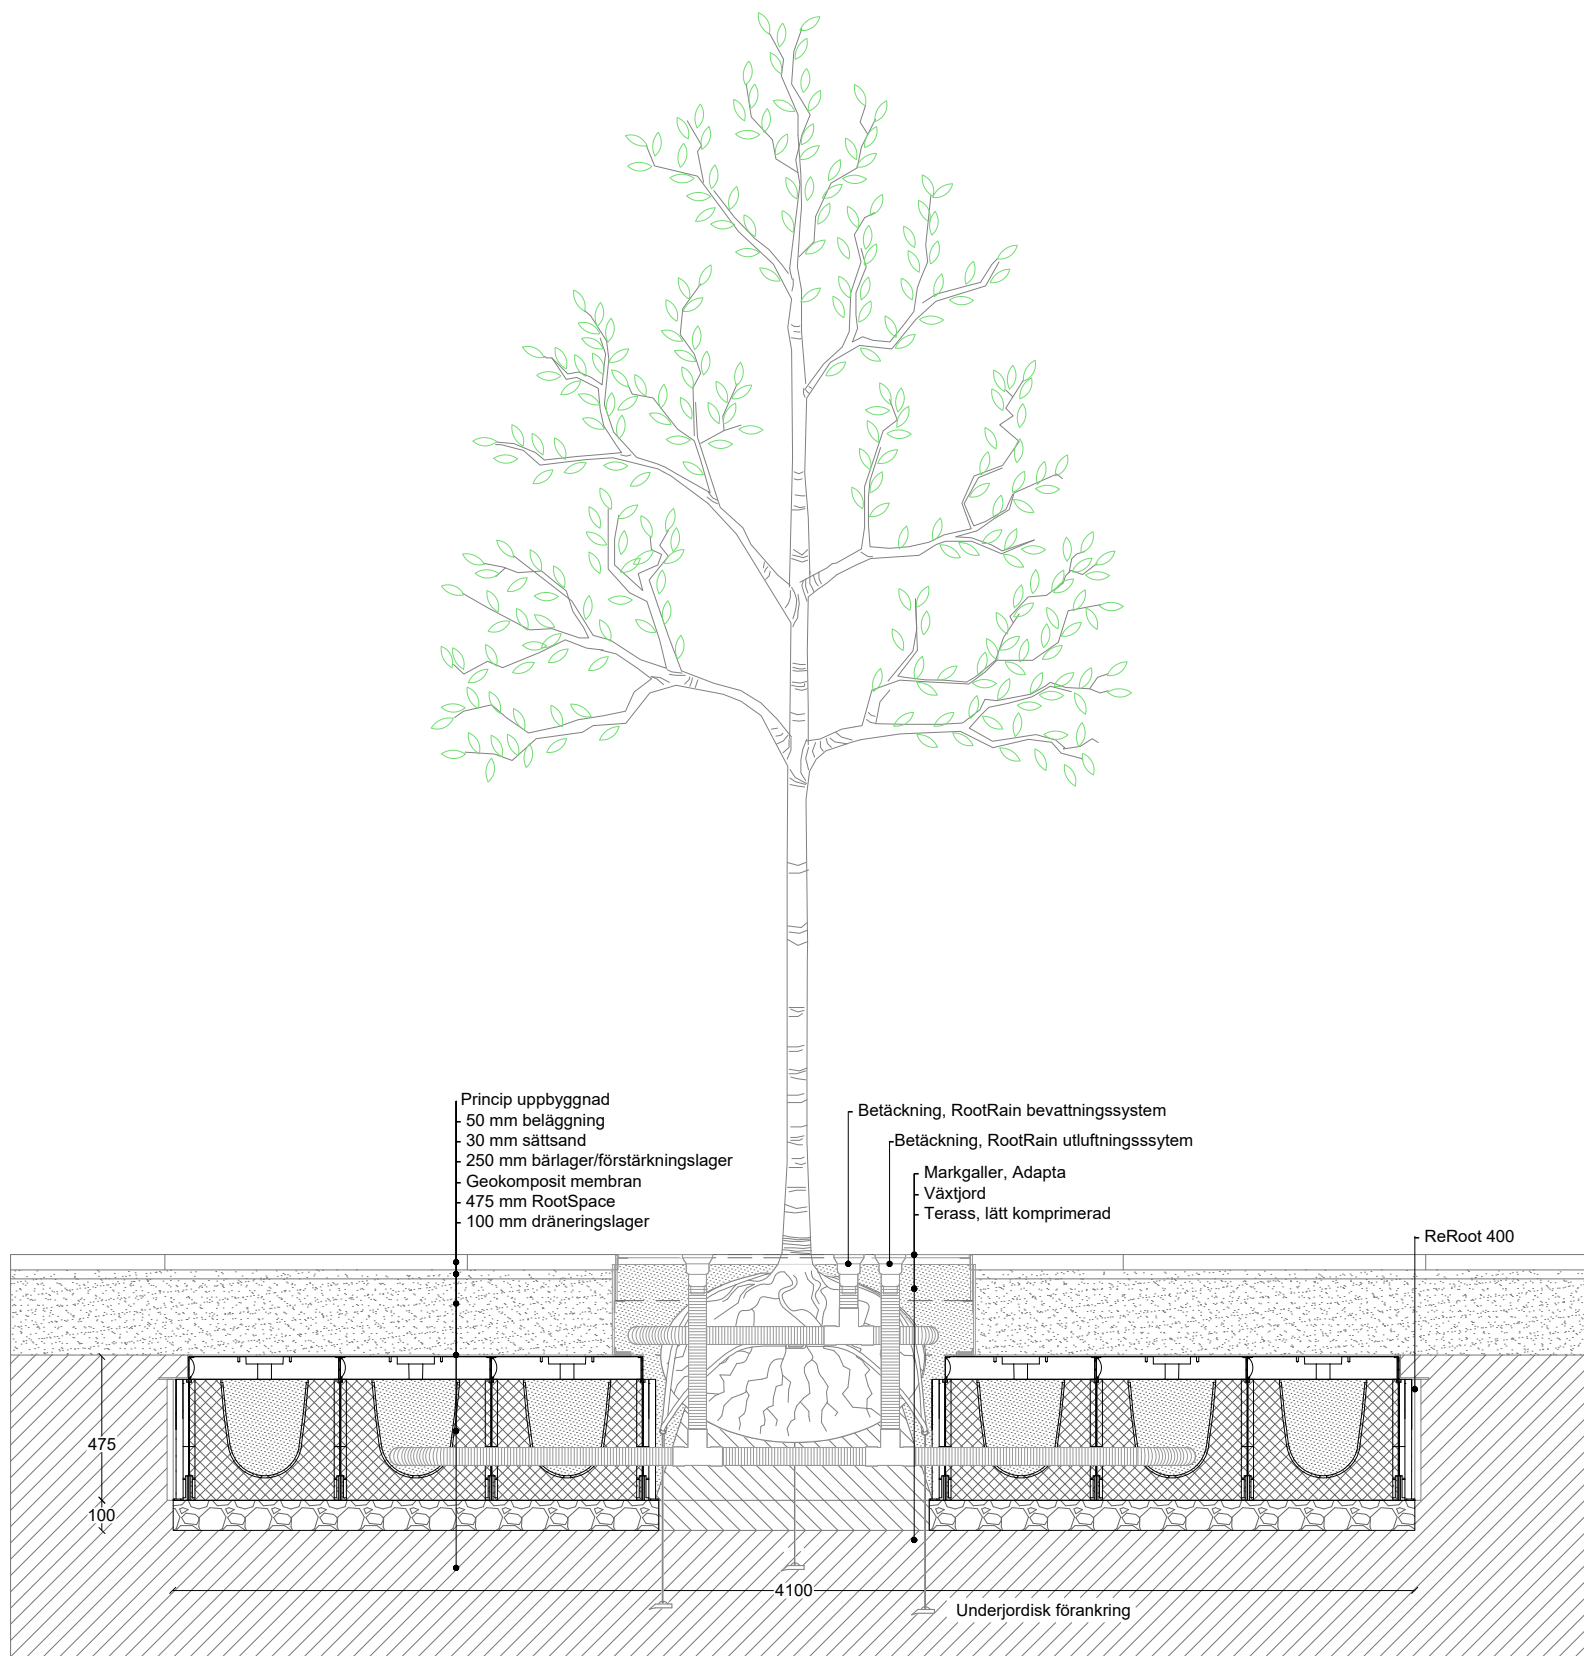 Princip uppbyggnad
50 mm beläggning
30 mm sättsand
250 mm bärlager/förstärkningslager
Geokomposit membran
475 mm RootSpace
100 mm dräneringslager
Betäckning, RootRain bevattningssystem
Betäckning, RootRain utluftningsssytem
Markgaller, Adapta
Växtjord
Terass, lätt komprimerad
ReRoot 400
475
100
4100
Underjordisk förankring